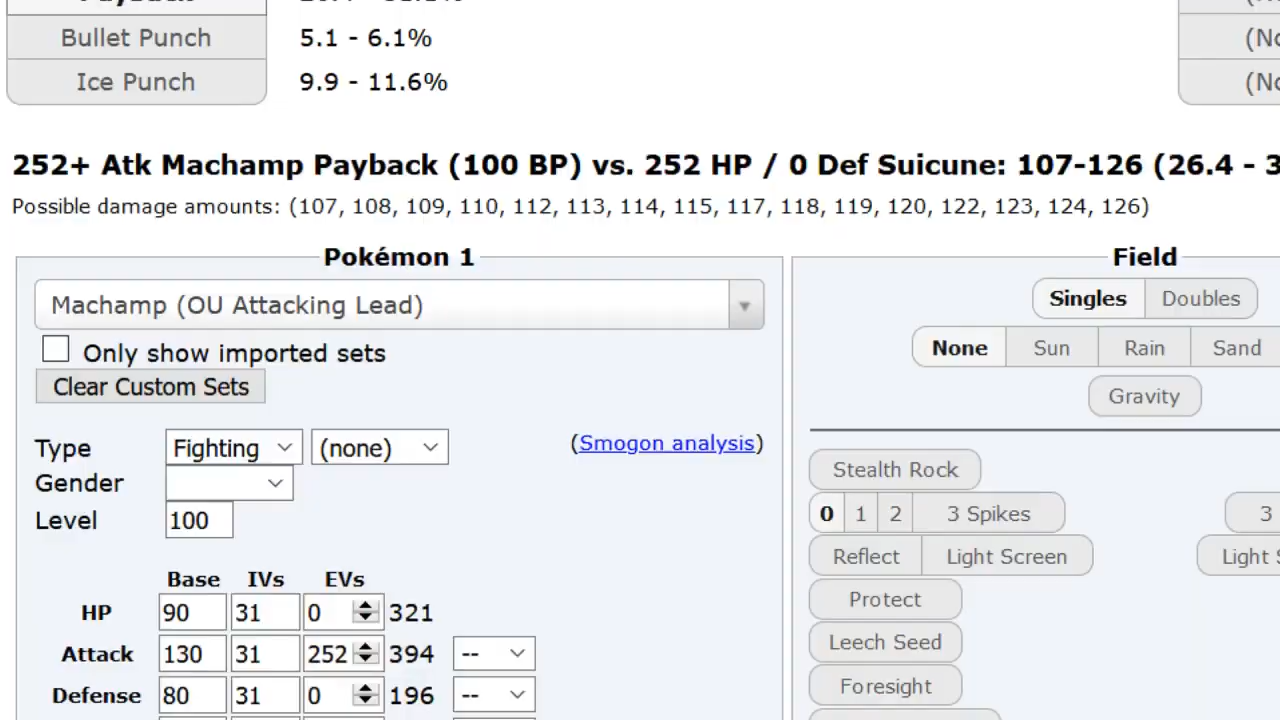 Bullet Punch 5.1 - 6.1%
Ice Punch 9.9 - 11.6%
252+ Atk Machamp Payback (100 BP) vs. 252 HP / 0 Def Suicune: 107-126 (26.4 - 3
Possible damage amounts: (107, 108, 109, 110, 112, 113, 114, 115, 117, 118, 119, 120, 122, 123, 124, 126)
Pokémon 1
Machamp (OU Attacking Lead)
Only show imported sets
Clear Custom Sets
Type Fighting (none) (Smogon analysis)
Gender
Level 100
Base IVs EVs
HP 90 31 0 321
Attack 130 31 252 394 --
Defense 80 31 0 196 --
Field
Singles Doubles
None Sun Rain Sand
Gravity
Stealth Rock
0 1 2 3 Spikes 3
Reflect Light Screen Light
Protect
Leech Seed
Foresight